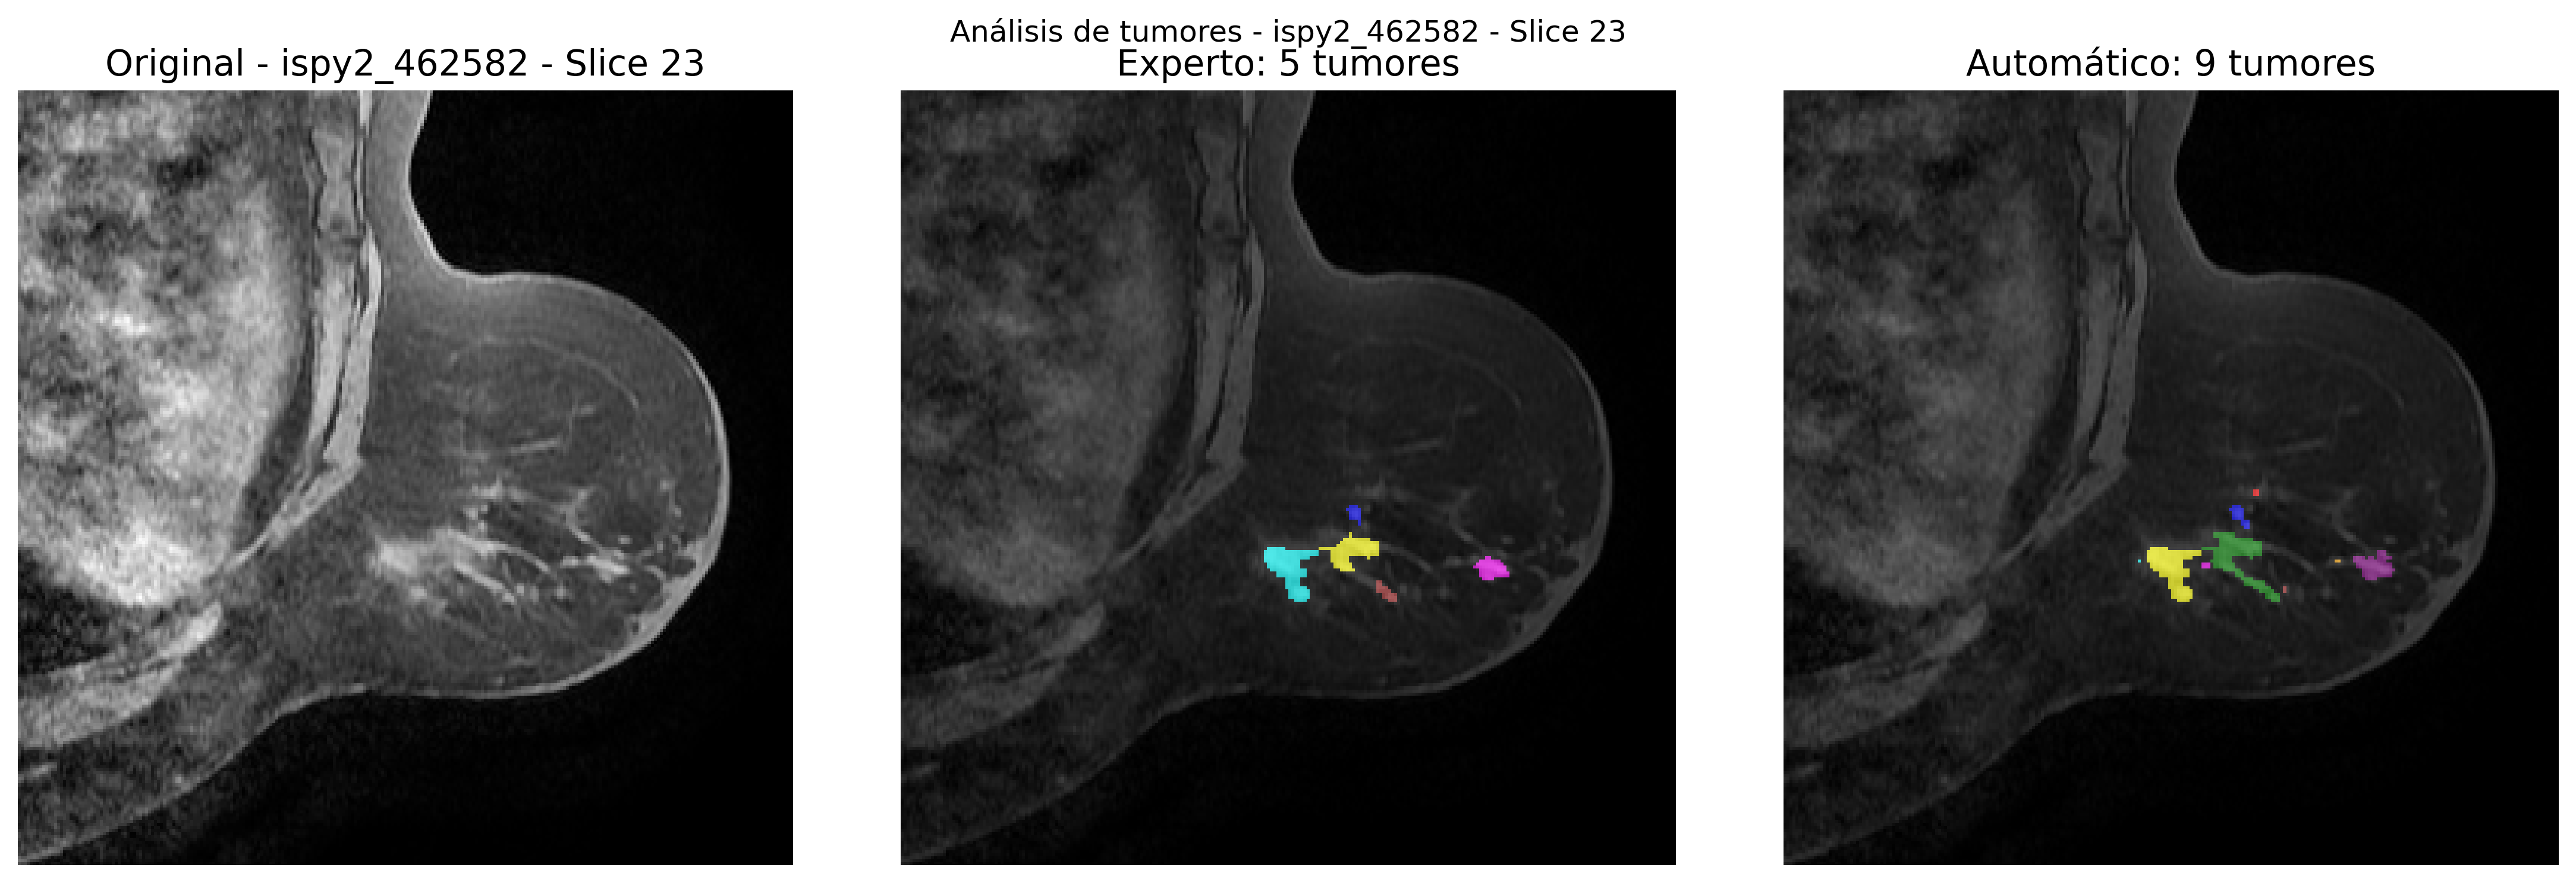 Análisis de tumores - ispy2_462582 - Slice 23
Original - ispy2_462582 - Slice 23
Experto: 5 tumores
Automático: 9 tumores